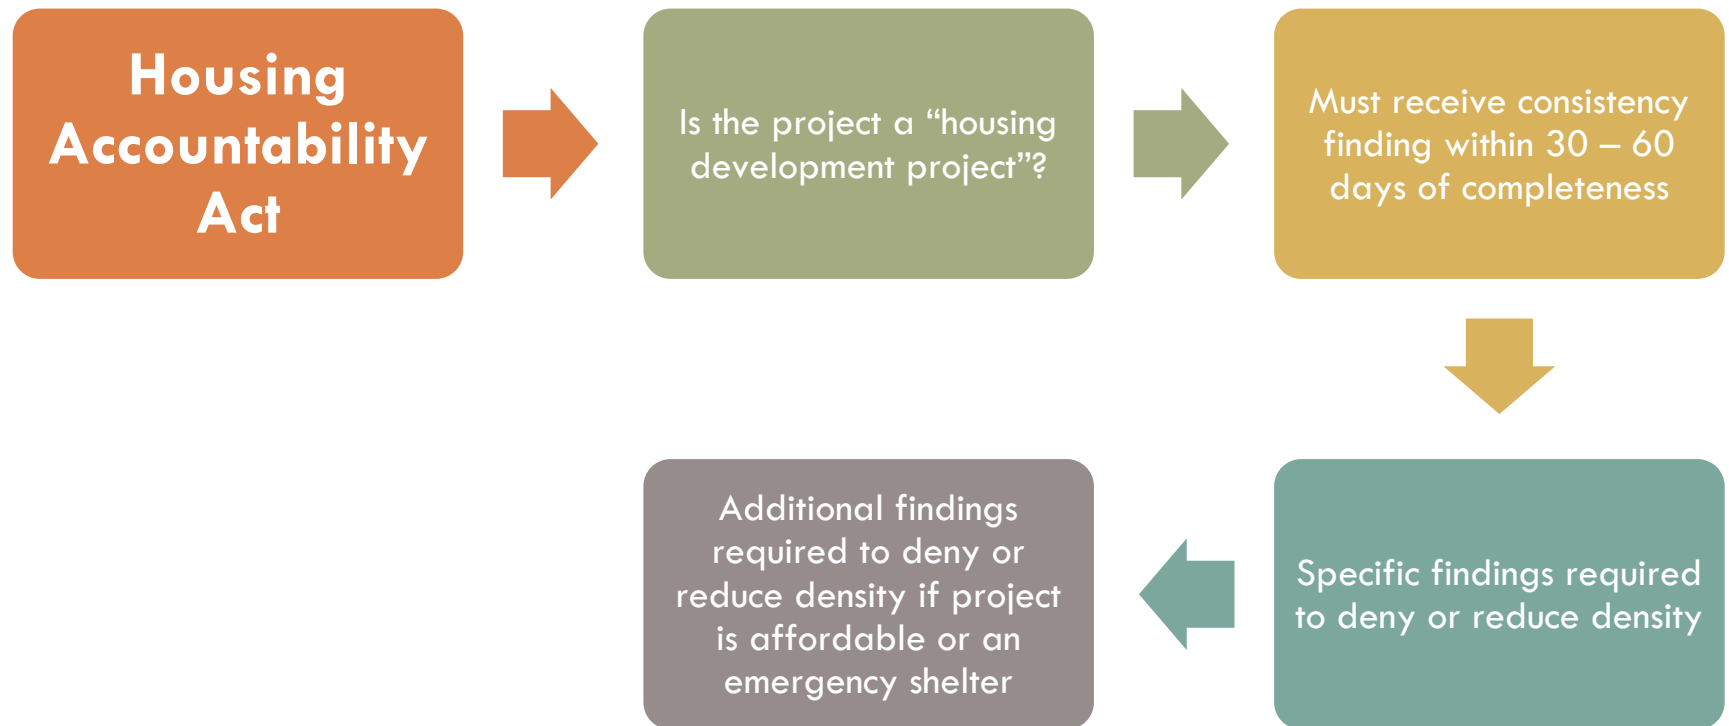 Housing
Accountability
Act
Is the project a “housing
development project”?
Must receive consistency
finding within 30 – 60
days of completeness
Specific findings required
to deny or reduce density
Additional findings
required to deny or
reduce density if project
is affordable or an
emergency shelter